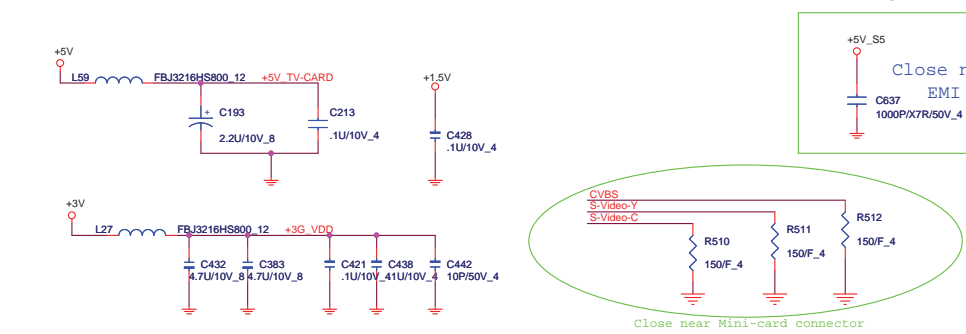 +5V
L59
FBJ3216HS800_12
+5V_TV-CARD
C193
2.2U/10V_8
C213
.1U/10V_4
+1.5V
C428
.1U/10V_4
+5V_S5
Close
EMI
C637
1000P/X7R/50V_4
+3V
L27
FBJ3216HS800_12
+3G_VDD
C432
4.7U/10V_8
C383
4.7U/10V_8
C421
.1U/10V_4
C438
C442
10P/50V_4
CVBS
S-Video-Y
S-Video-C
R510
150/F_4
R511
150/F_4
R512
150/F_4
Close near Mini-card connector